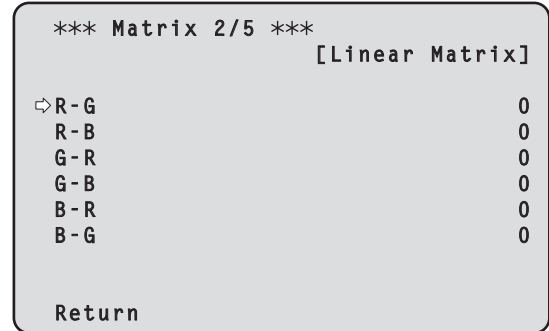 *** Matrix 2/5 ***
[Linear Matrix]
⇨R-G 0
R-B 0
G-R 0
G-B 0
B-R 0
B-G 0
Return